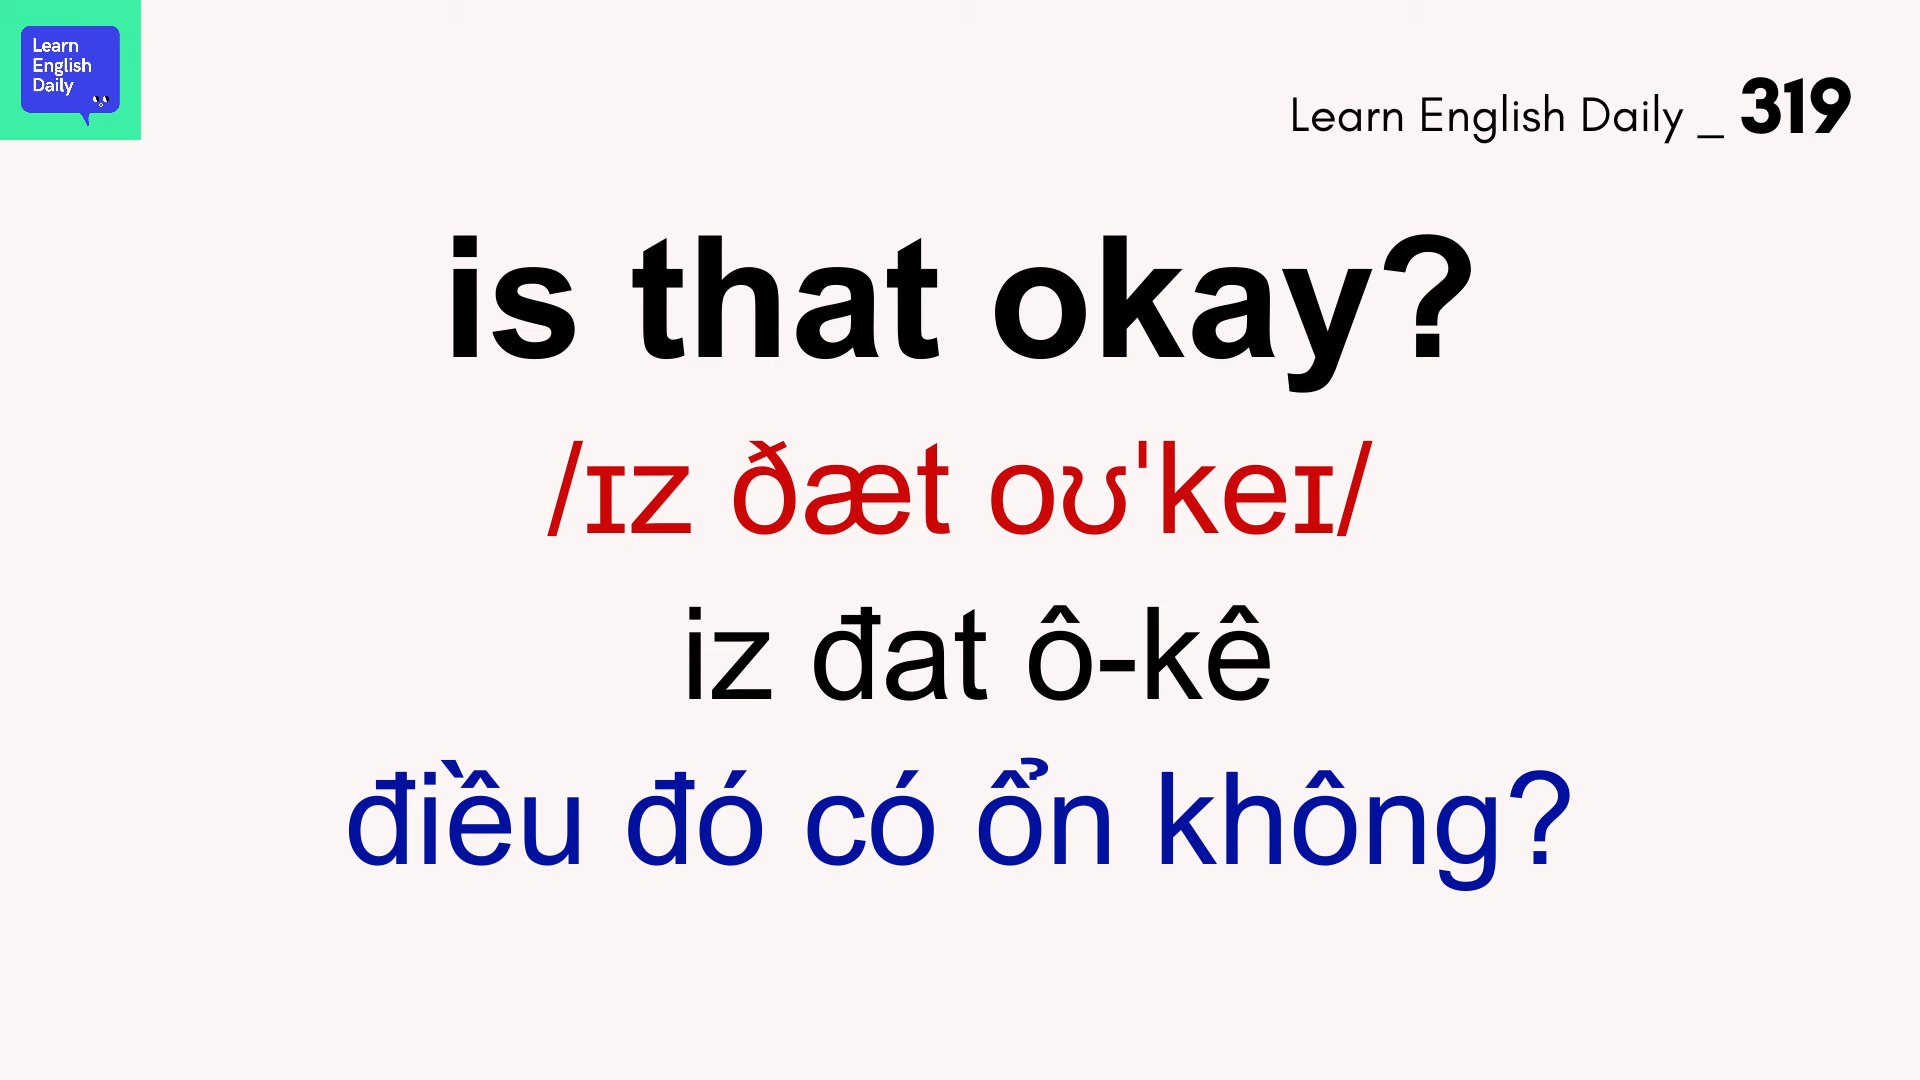 Learn
English
Daily
Learn English Daily _ 319
is that okay?
/ɪz ðæt oʊˈkeɪ/
iz đat ô-kê
điều đó có ổn không?